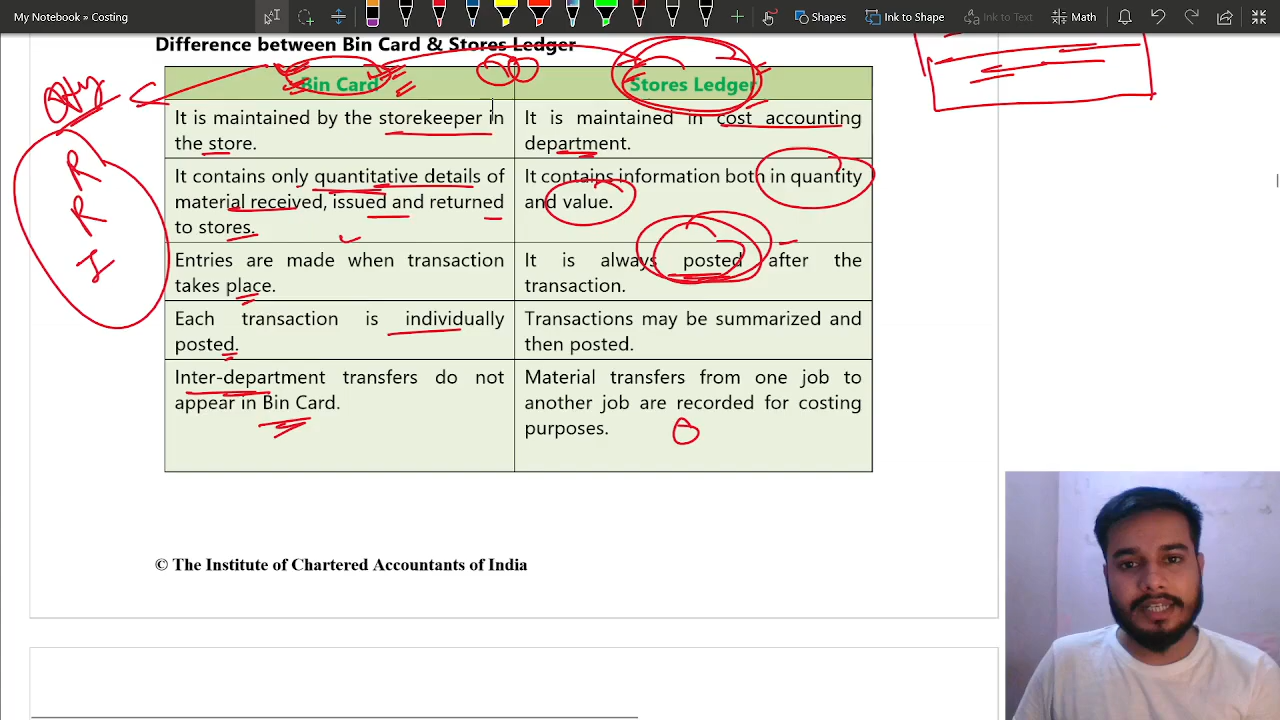 My Notebook » Costing
Shapes
Ink to Shape
Ink to Text
Math
Difference between Bin Card & Stores Ledger
Bin Card
Stores Ledger
Qty
R
R
I
It is maintained by the storekeeper in
the store.
It is maintained in cost accounting
department.
It contains only quantitative details of
material received, issued and returned
to stores.
It contains information both in quantity
and value.
Entries are made when transaction
takes place.
It is always posted after the
transaction.
Each transaction is individually
posted.
Transactions may be summarized and
then posted.
Inter-department transfers do not
appear in Bin Card.
Material transfers from one job to
another job are recorded for costing
purposes.
© The Institute of Chartered Accountants of India